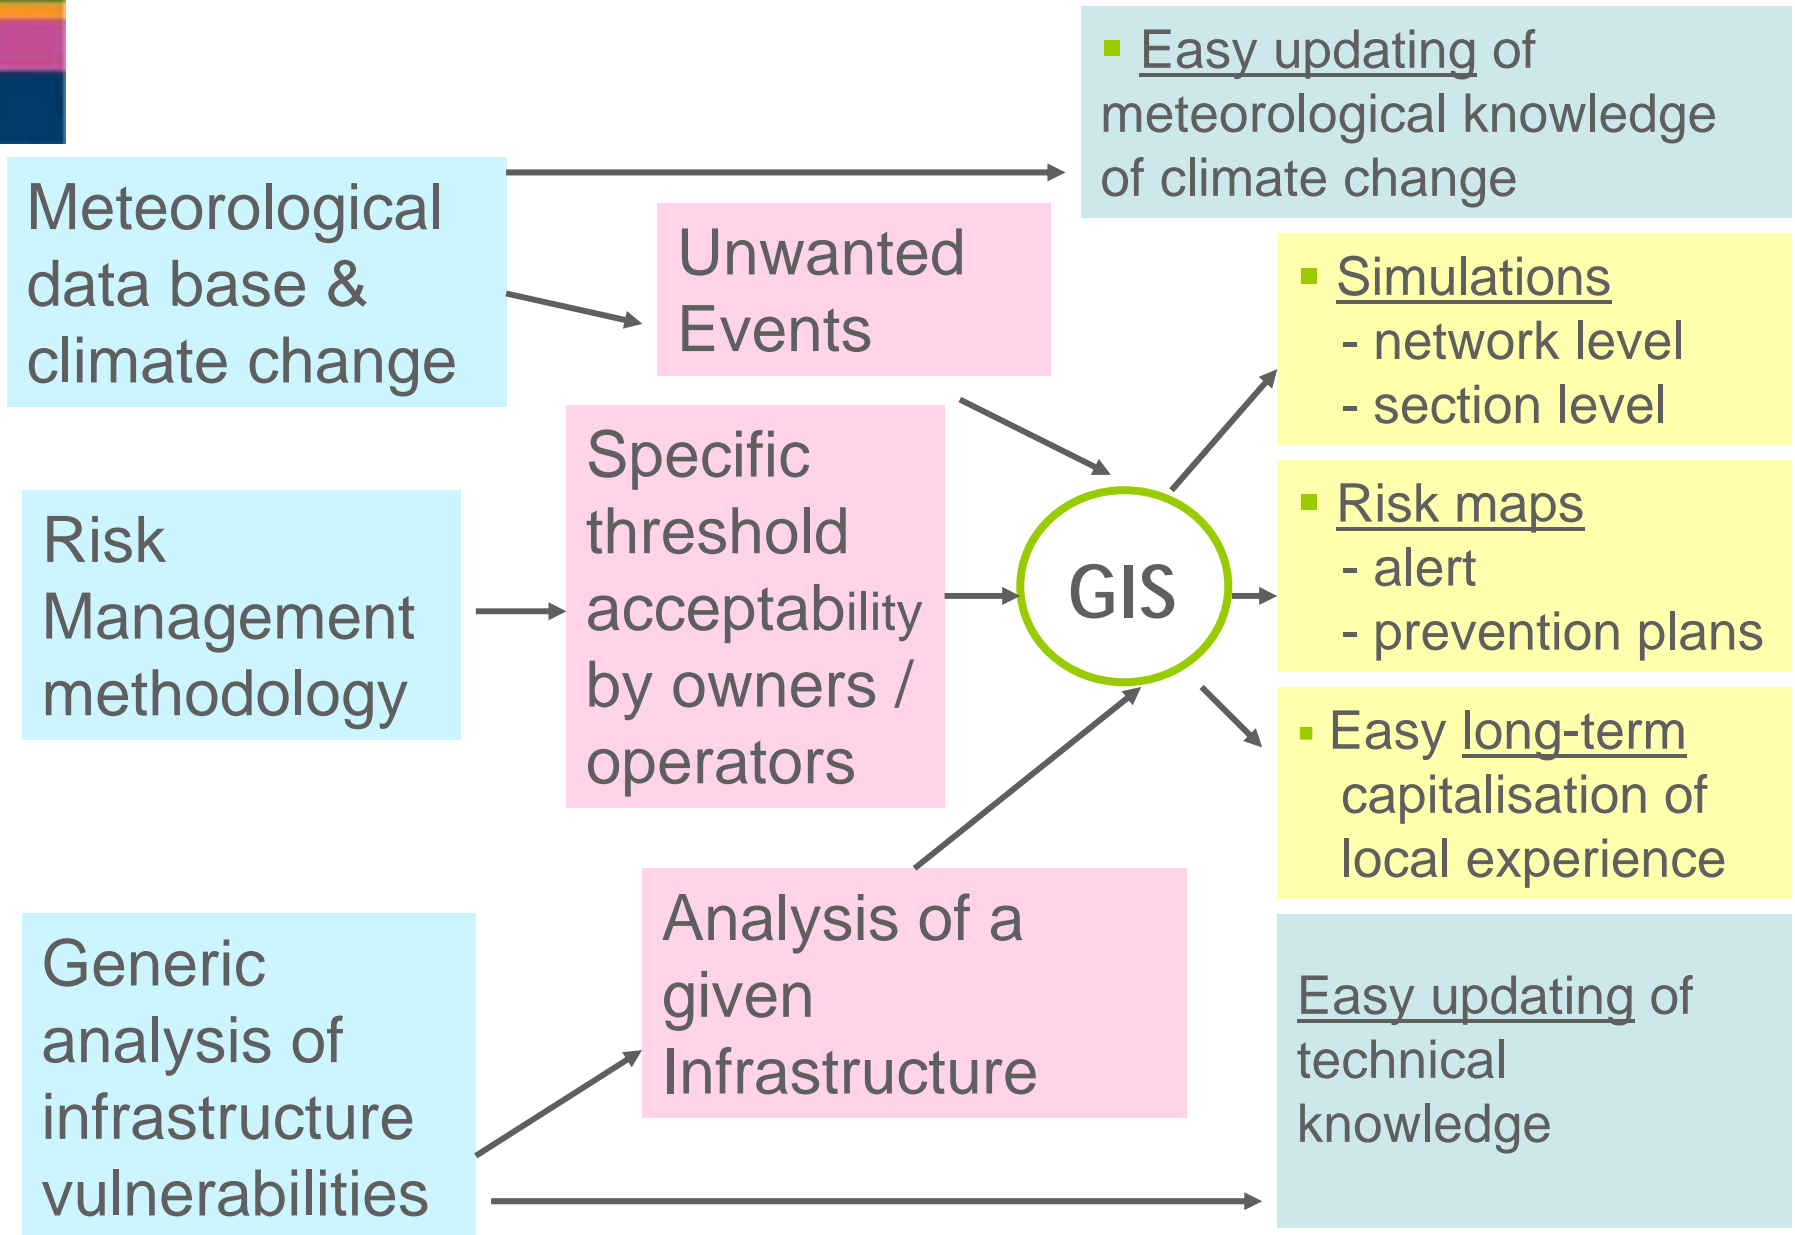 ▪ Easy updating of
meteorological knowledge
of climate change
Meteorological
data base &
climate change
Unwanted
Events
▪ Simulations
- network level
- section level
Risk
Management
methodology
Specific
threshold
acceptability
by owners /
operators
GIS
▪ Risk maps
- alert
- prevention plans
▪ Easy long-term
capitalisation of
local experience
Generic
analysis of
infrastructure
vulnerabilities
Analysis of a
given
Infrastructure
Easy updating of
technical
knowledge